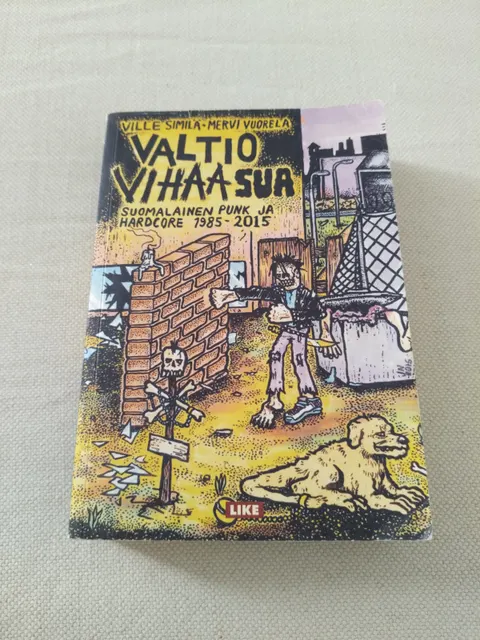 VILLE SIMILÄ • MERVI VUORELA
VALTIO
VIHAA SUA
SUOMALAINEN PUNK JA
HARDCORE 1985 - 2015
LIKE